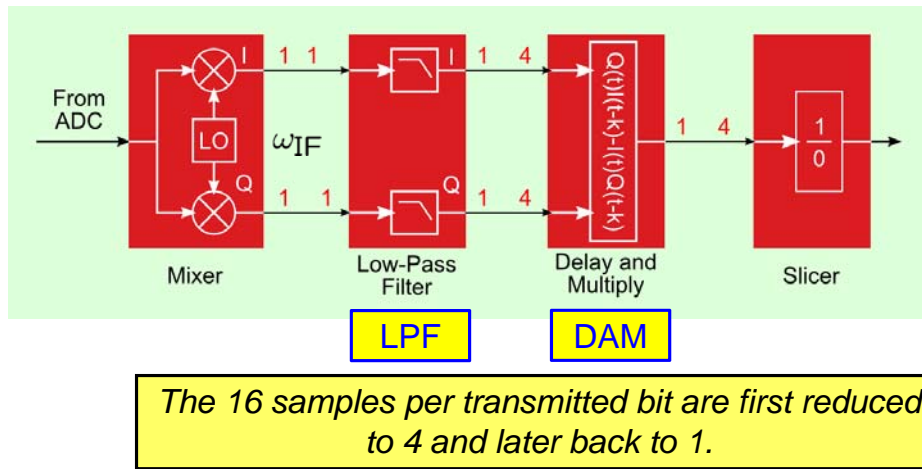 From
ADC
I
LO
Q
Mixer
1 1
ωIF
1 1
I
Q
Low-Pass
Filter
1 4
1 4
Q(t)I(t-k)-I(t)Q(t-k)
Delay and
Multiply
1 4
1
0
Slicer
LPF
DAM
The 16 samples per transmitted bit are first reduced
to 4 and later back to 1.